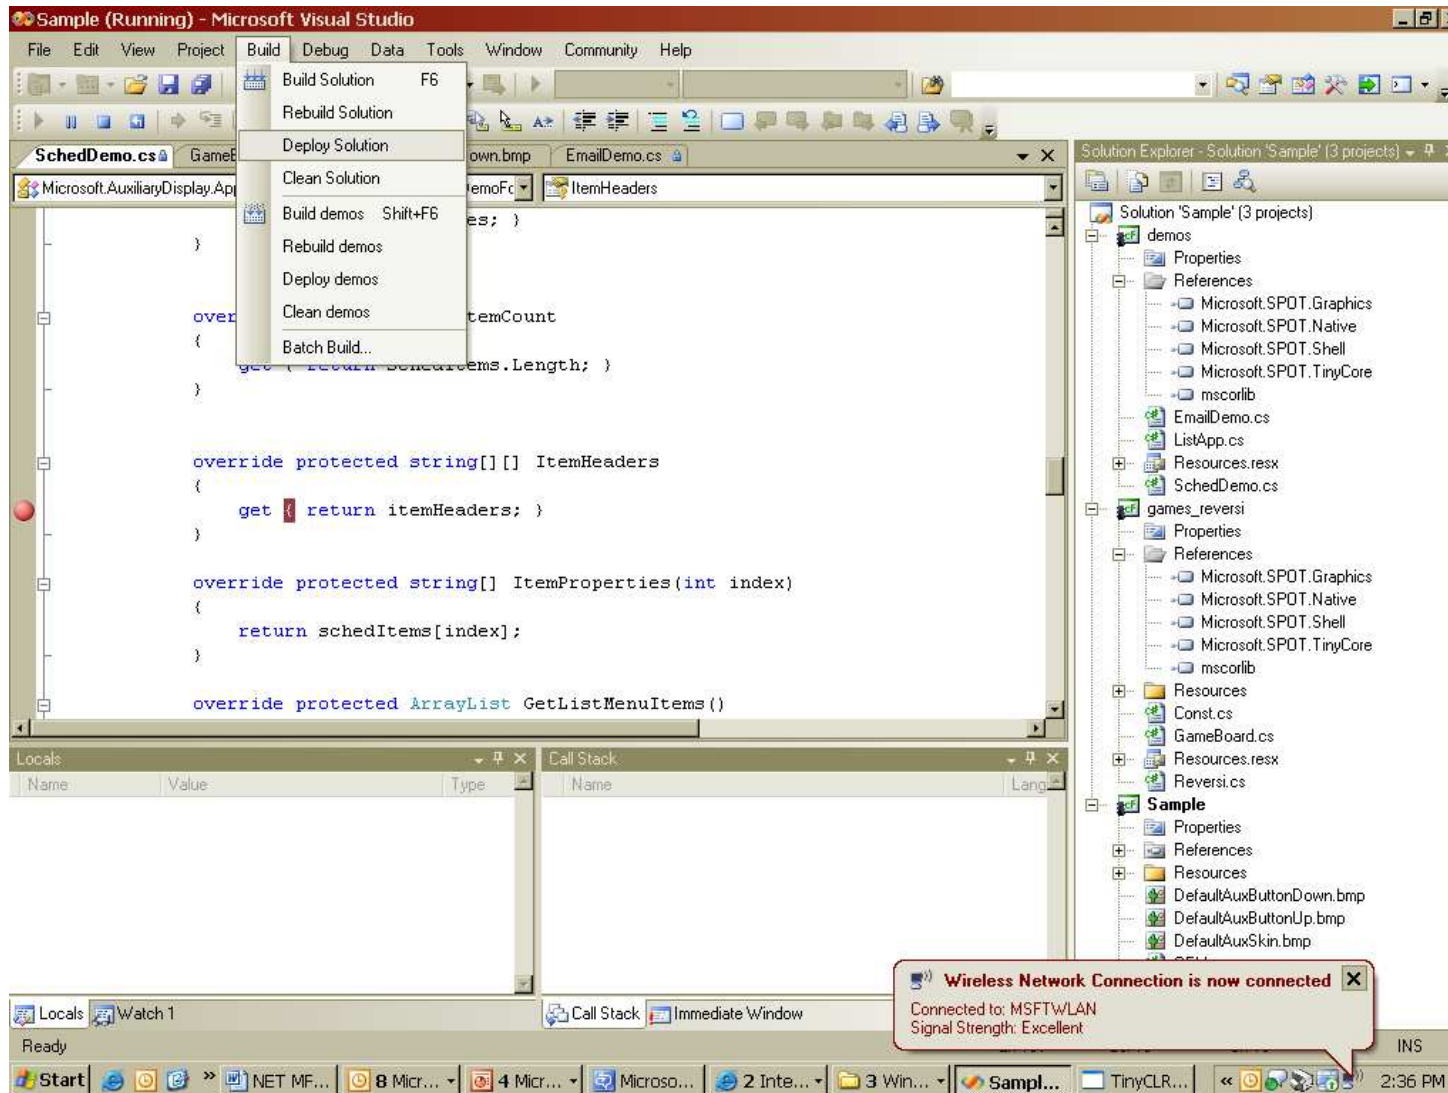 Sample (Running) - Microsoft Visual Studio
File Edit View Project Build Debug Data Tools Window Community Help
Build Solution F6
Rebuild Solution
Deploy Solution
Clean Solution
Build demos Shift+F6
Rebuild demos
Deploy demos
Clean demos
Batch Build...
SchedDemo.cs
own.bmp
EmailDemo.cs
ItemHeaders
es; }
}
temCount
{
.Length; }
}
override protected string[][] ItemHeaders
{
get { return itemHeaders; }
}
override protected string[] ItemProperties(int index)
{
return schedItems[index];
}
override protected ArrayList GetListMenuItems()
Solution Explorer - Solution 'Sample' (3 projects)
Solution 'Sample' (3 projects)
demos
Properties
References
Microsoft.SPOT.Graphics
Microsoft.SPOT.Native
Microsoft.SPOT.Shell
Microsoft.SPOT.TinyCore
mscorlib
EmailDemo.cs
ListApp.cs
Resources.resx
SchedDemo.cs
games_reversi
Properties
References
Microsoft.SPOT.Graphics
Microsoft.SPOT.Native
Microsoft.SPOT.Shell
Microsoft.SPOT.TinyCore
mscorlib
Resources
Const.cs
GameBoard.cs
Resources.resx
Reversi.cs
Sample
Properties
References
Resources
DefaultAuxButtonDown.bmp
DefaultAuxButtonUp.bmp
DefaultAuxSkin.bmp
Locals
Name Value Type
Call Stack
Name Lang
Locals Watch 1
Call Stack Immediate Window
Wireless Network Connection is now connected
Connected to: MSFTWLAN
Signal Strength: Excellent
Ready
INS
Start
NET MF...
8 Micr...
4 Micr...
Microso...
2 Inte...
3 Win...
Sampl...
TinyCLR...
2:36 PM